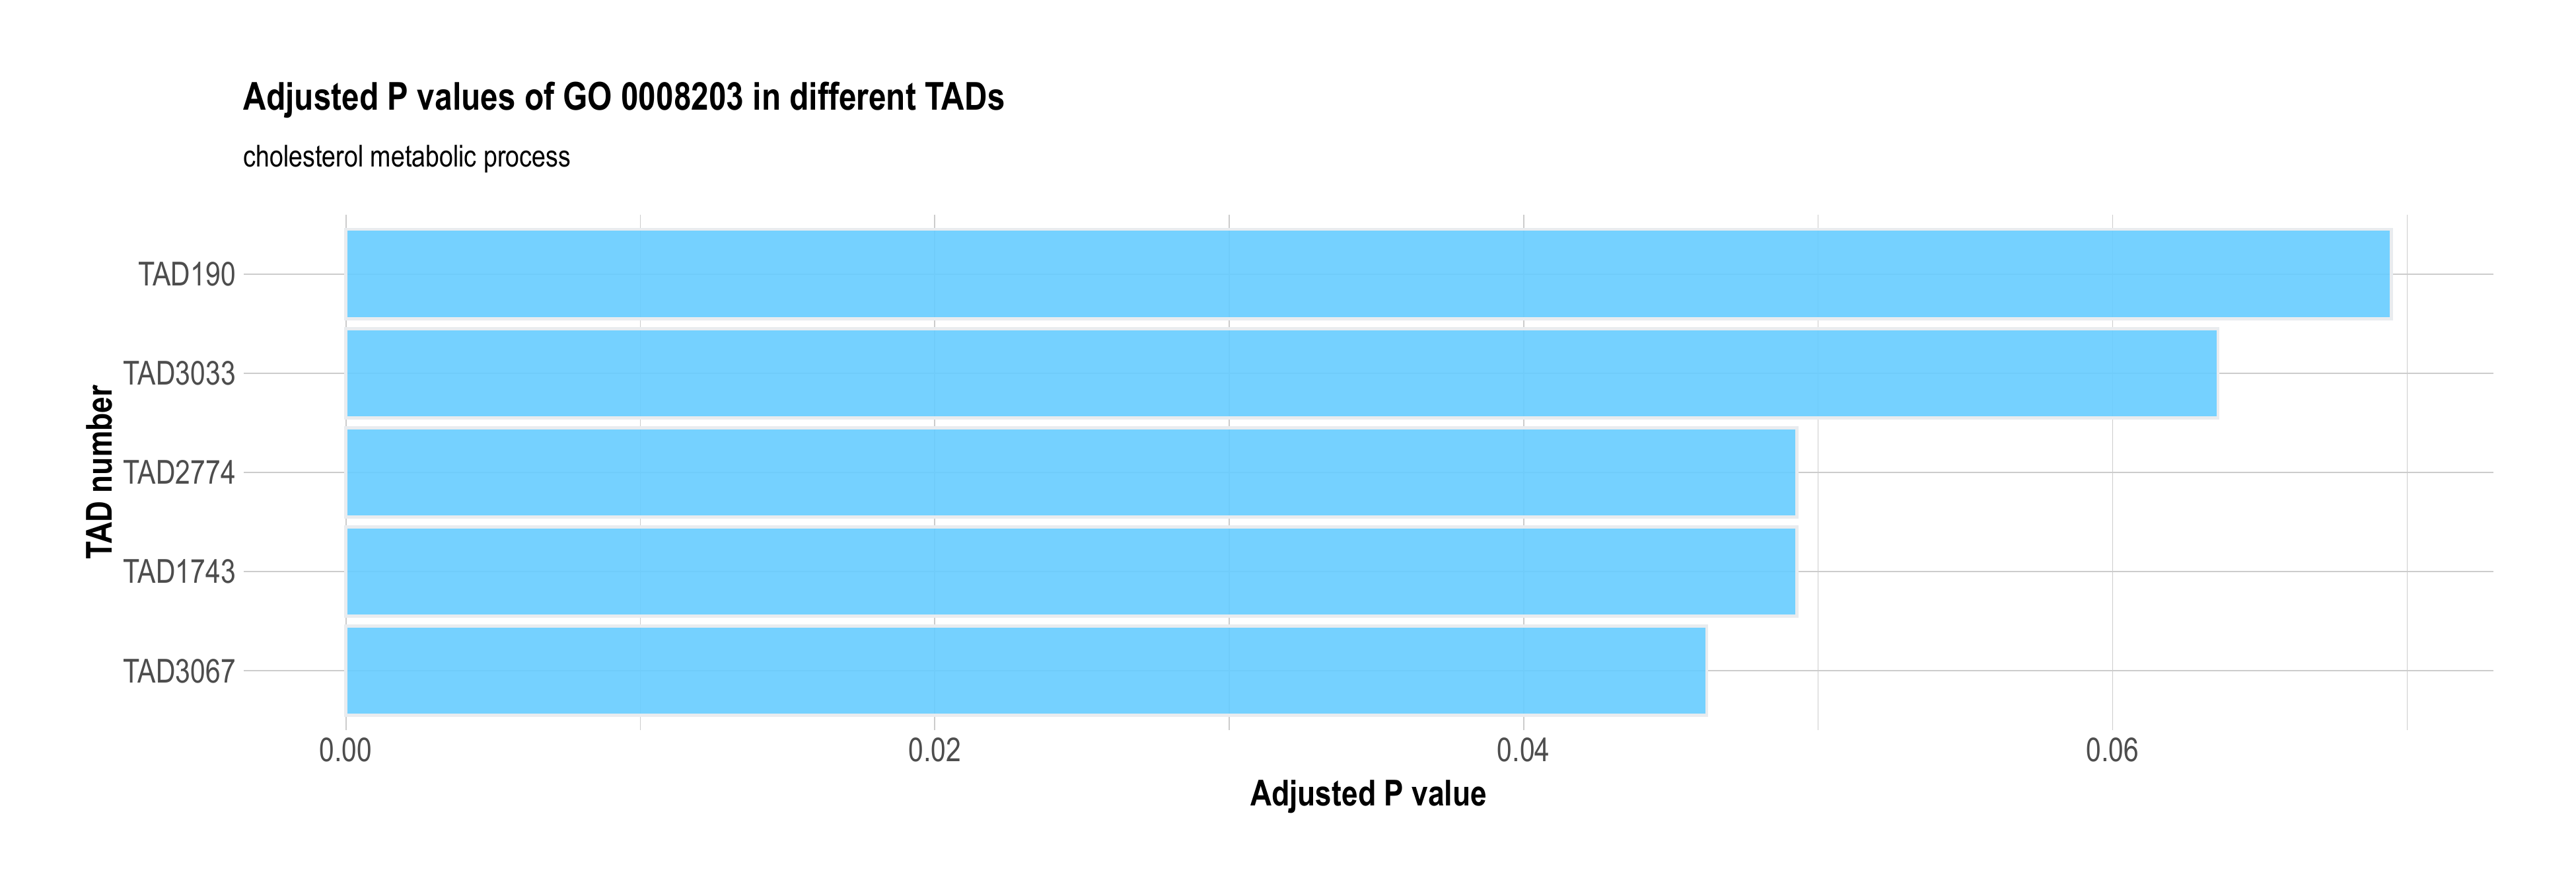 Adjusted P values of GO 0008203 in different TADs
cholesterol metabolic process
TAD number
TAD190
TAD3033
TAD2774
TAD1743
TAD3067
0.00 0.02 0.04 0.06
Adjusted P value